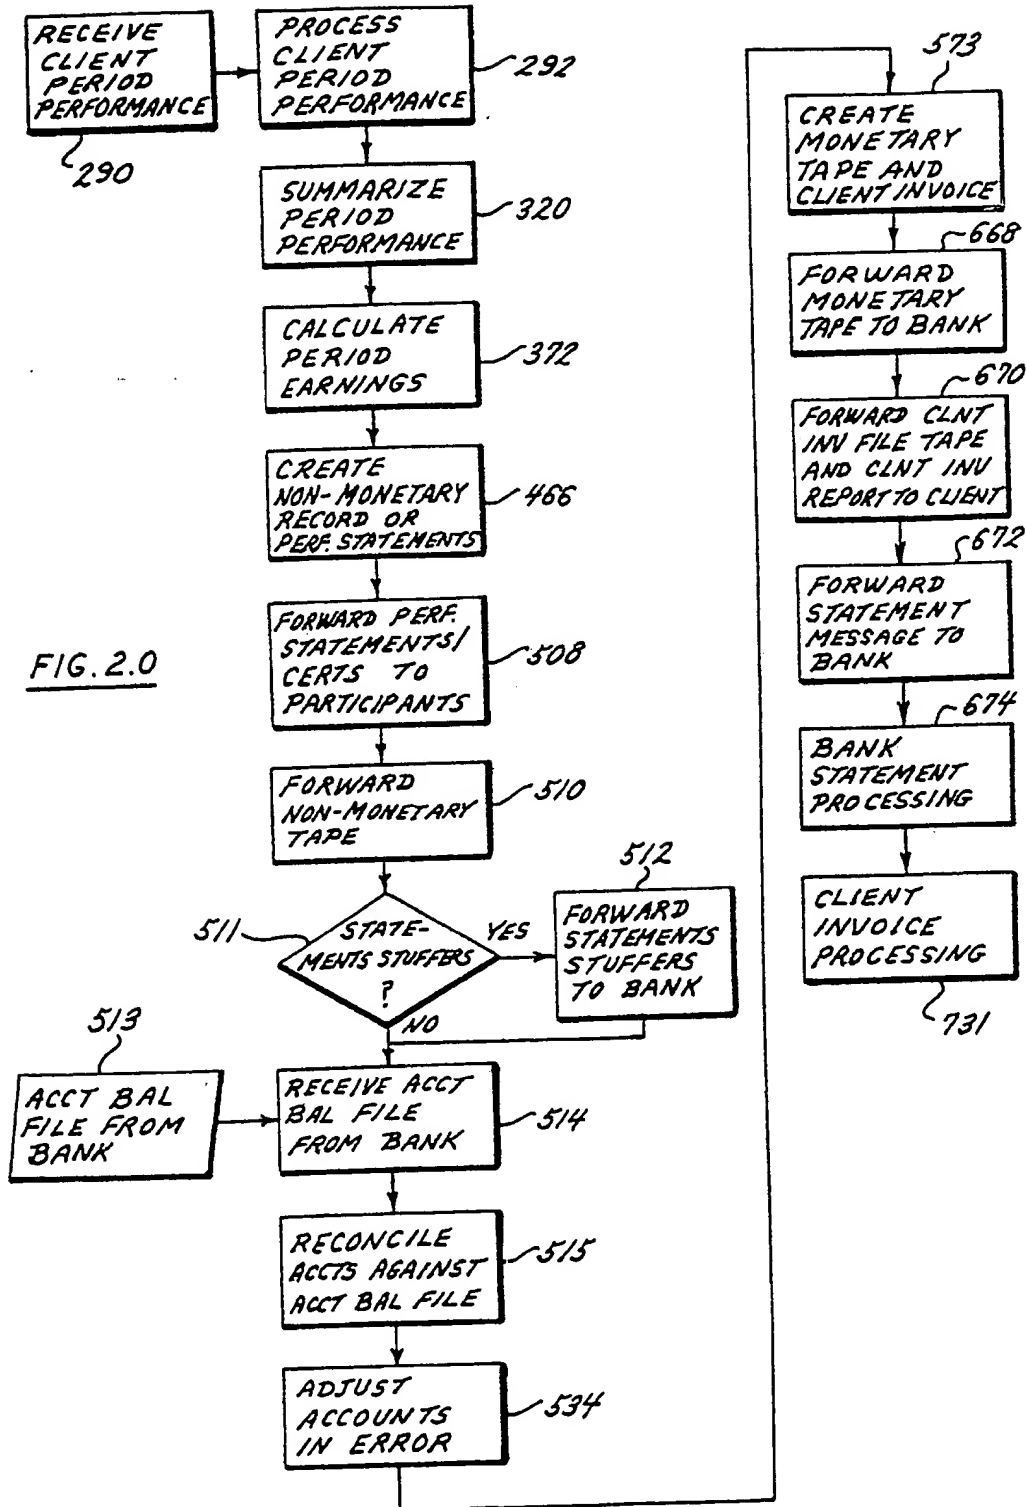 RECEIVE
CLIENT
PERIOD
PERFORMANCE
290
PROCESS
CLIENT
PERIOD
PERFORMANCE
292
SUMMARIZE
PERIOD
PERFORMANCE
320
CALCULATE
PERIOD
EARNINGS
372
CREATE
NON-MONETARY
RECORD OR
PERF. STATEMENTS
466
FORWARD PERF.
STATEMENTS/
CERTS TO
PARTICIPANTS
508
FIG. 2.0
FORWARD
NON-MONETARY
TAPE
510
511
STATE-
MENTS STUFFERS
?
YES
NO
512
FORWARD
STATEMENTS
STUFFERS
TO BANK
513
ACCT BAL
FILE FROM
BANK
RECEIVE ACCT
BAL FILE
FROM BANK
514
RECONCILE
ACCTS AGAINST
ACCT BAL FILE
515
ADJUST
ACCOUNTS
IN ERROR
534
573
CREATE
MONETARY
TAPE AND
CLIENT INVOICE
668
FORWARD
MONETARY
TAPE TO BANK
670
FORWARD CLNT
INV FILE TAPE
AND CLNT INV
REPORT TO CLIENT
672
FORWARD
STATEMENT
MESSAGE TO
BANK
674
BANK
STATEMENT
PROCESSING
CLIENT
INVOICE
PROCESSING
731